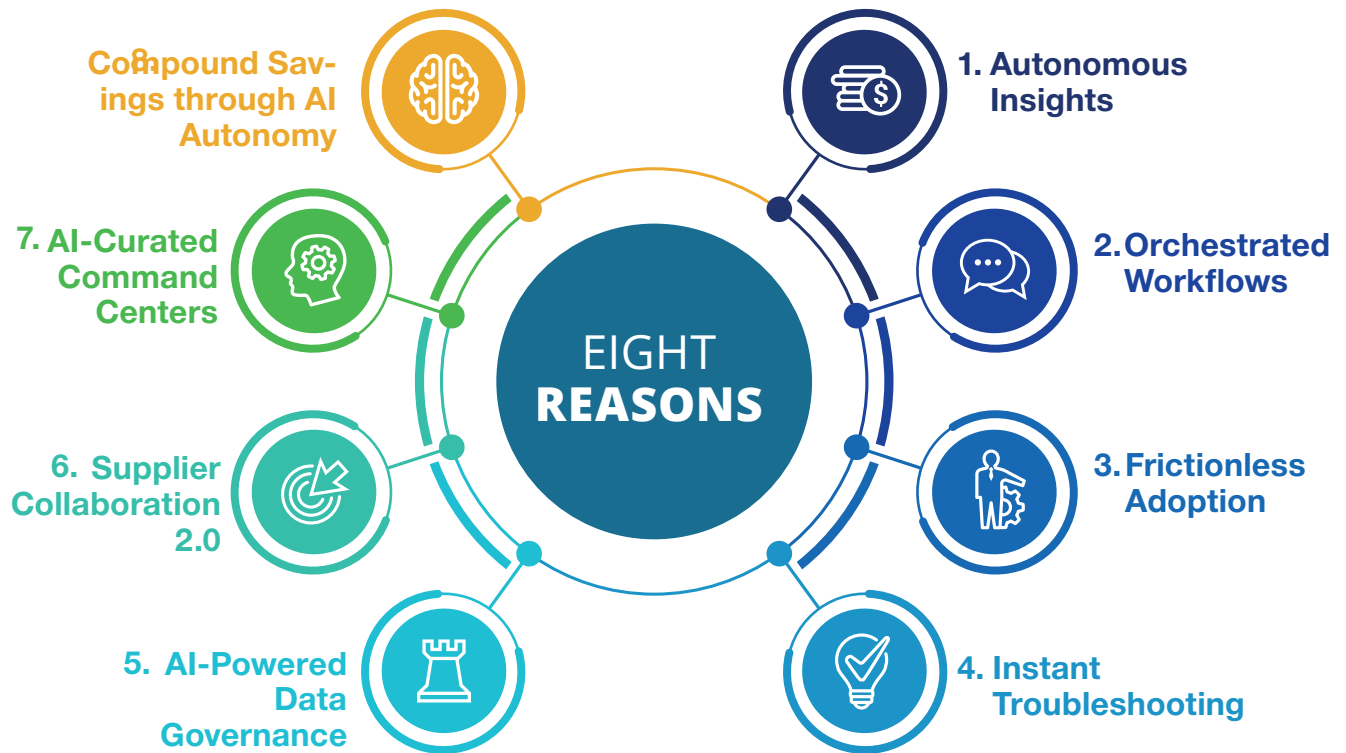 EIGHT
REASONS
1. Autonomous
Insights
2. Orchestrated
Workflows
3. Frictionless
Adoption
4. Instant
Troubleshooting
5. AI-Powered
Data
Governance
6. Supplier
Collaboration
2.0
7. AI-Curated
Command
Centers
8. Compound Sav-
ings through AI
Autonomy